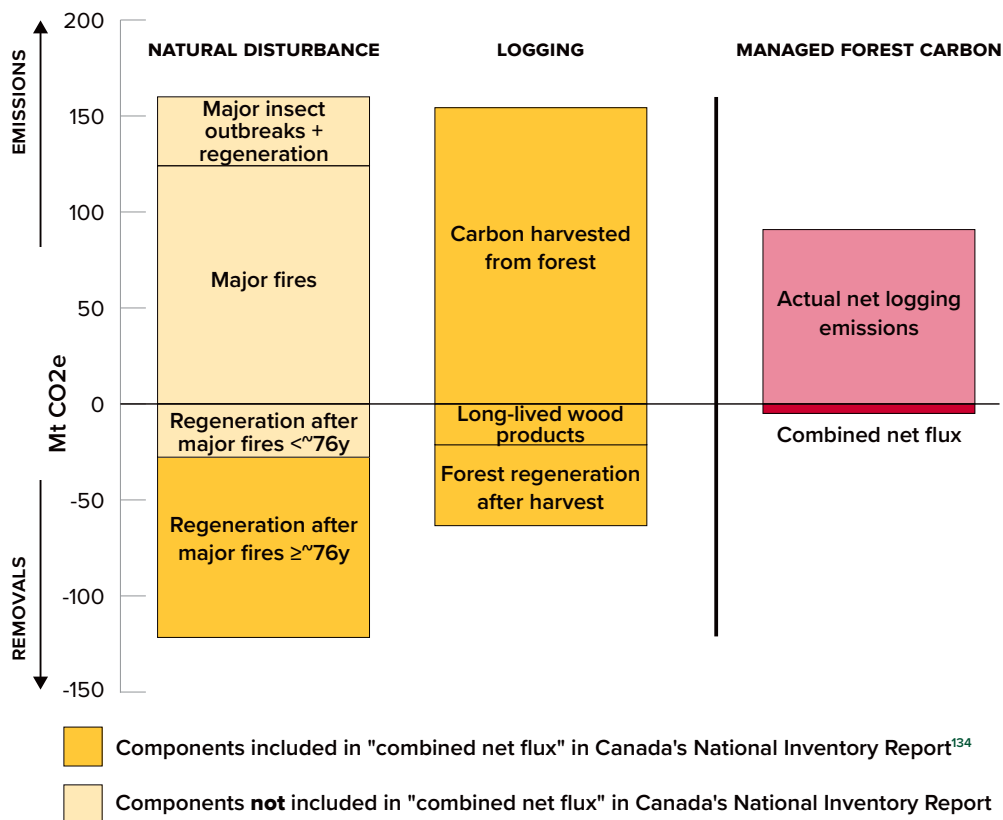 200
150
100
50
0
-50
-100
-150
EMISSIONS
Mt CO2e
REMOVALS
NATURAL DISTURBANCE
Major insect
outbreaks +
regeneration
Major fires
Regeneration after
major fires <~76y
Regeneration after
major fires ≥~76y
LOGGING
Carbon harvested
from forest
Long-lived wood
products
Forest regeneration
after harvest
MANAGED FOREST CARBON
Actual net logging
emissions
Combined net flux
Components included in "combined net flux" in Canada's National Inventory Report134
Components not included in "combined net flux" in Canada's National Inventory Report